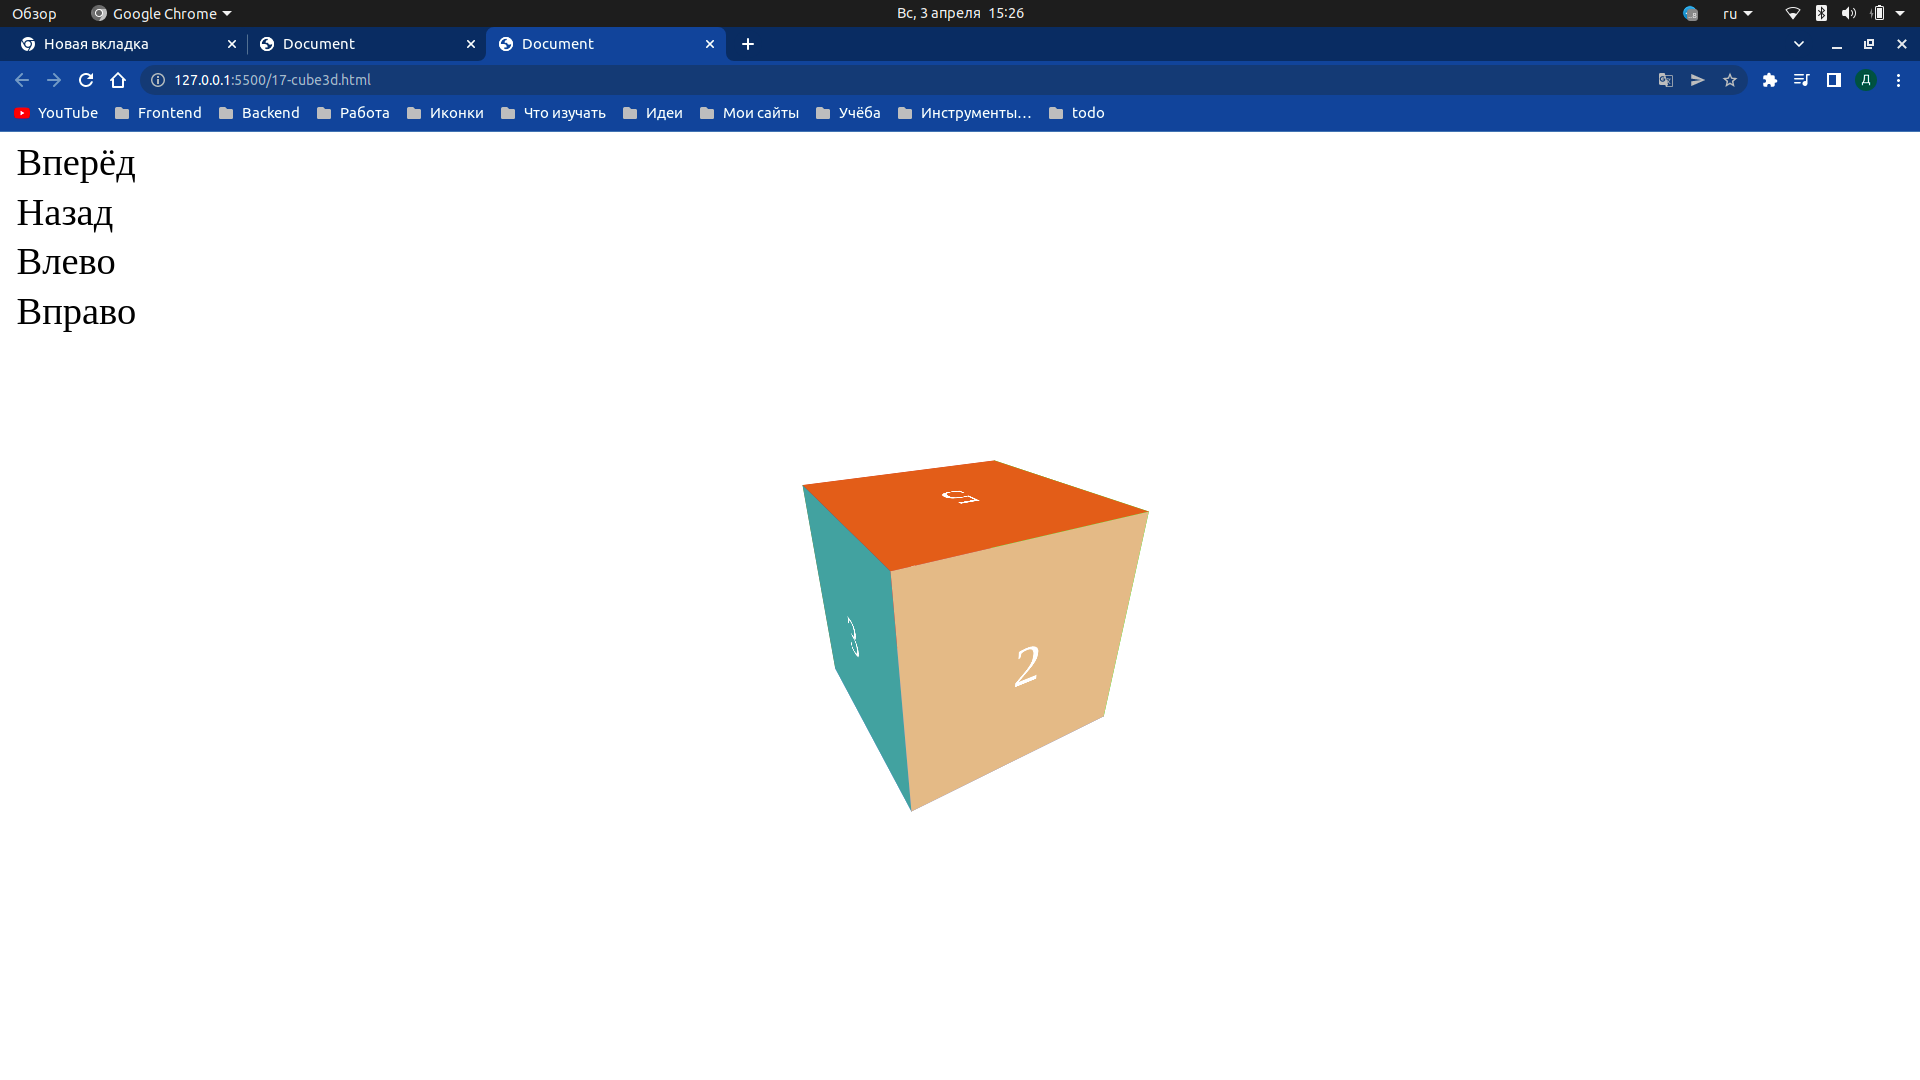 Обзор Google Chrome Вс, 3 апреля 15:26 ru
Новая вкладка Document Document
127.0.0.1:5500/17-cube3d.html Д
YouTube Frontend Backend Работа Иконки Что изучать Идеи Мои сайты Учёба Инструменты… todo
Вперёд
Назад
Влево
Вправо
5
3
2